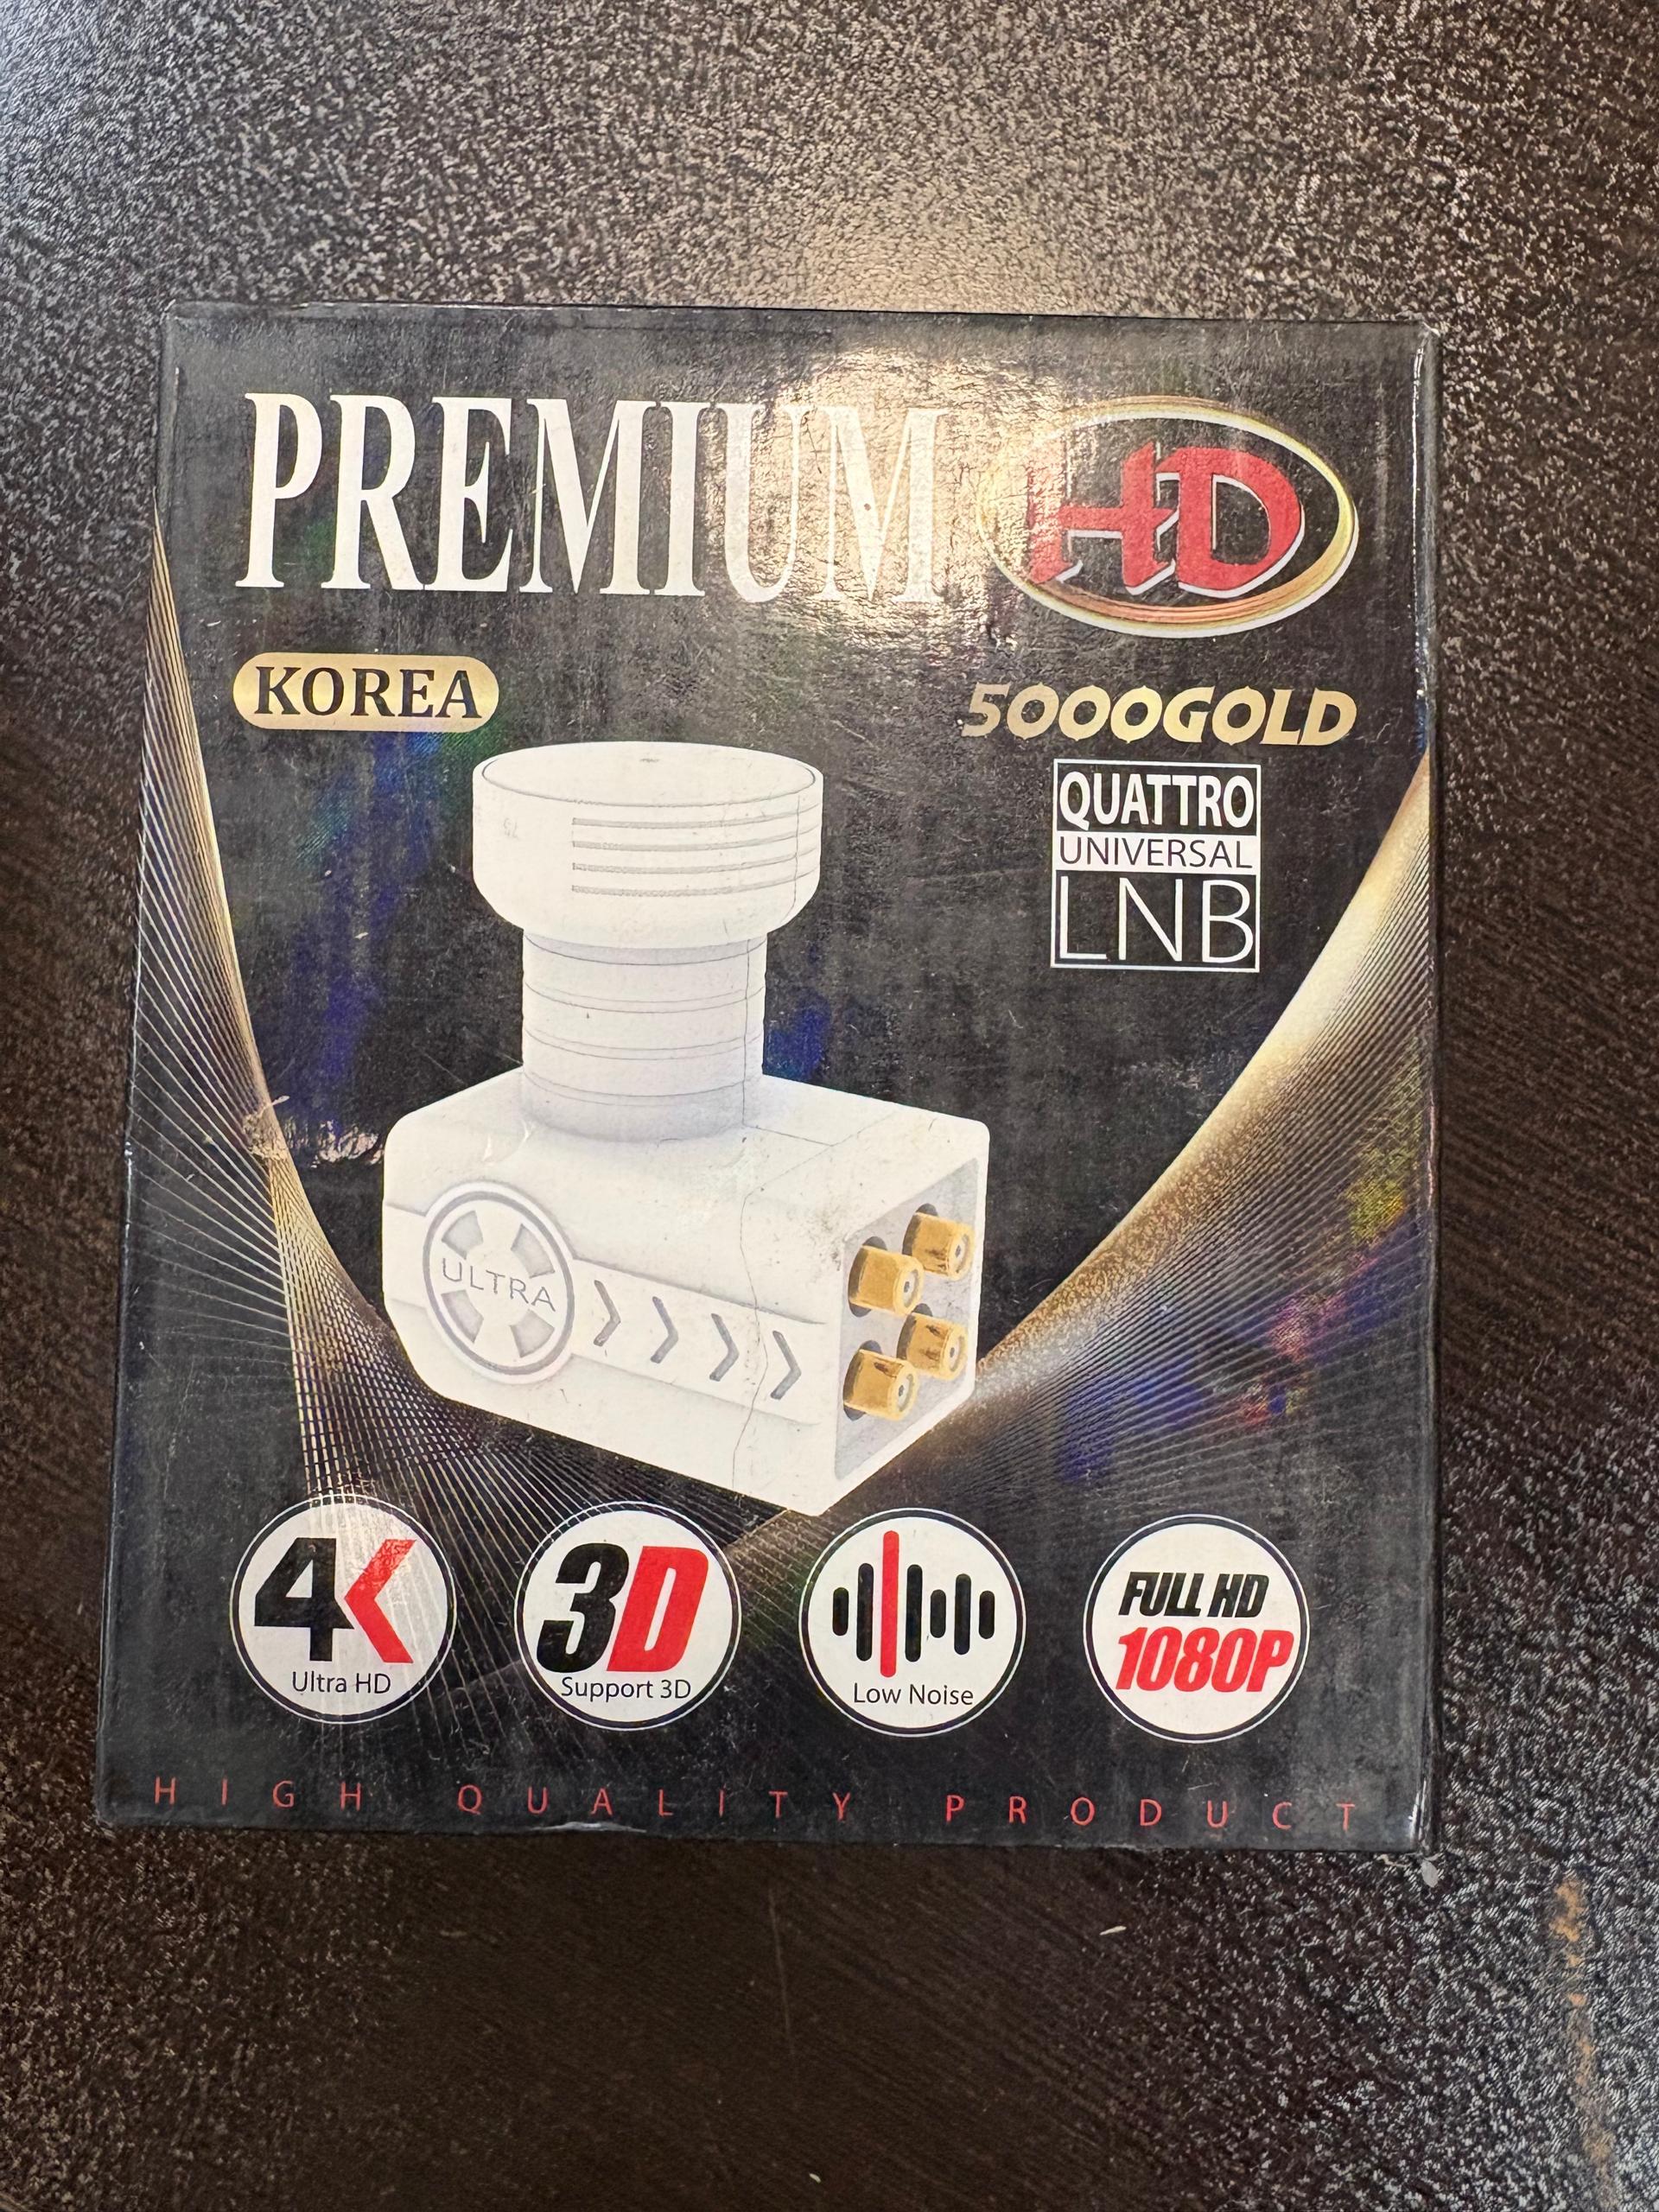 PREMIUM HD
KOREA
5000GOLD
QUATTRO
UNIVERSAL
LNB
ULTRA
4K
Ultra HD
3D
Support 3D
Low Noise
FULL HD
1080P
HIGH QUALITY PRODUCT